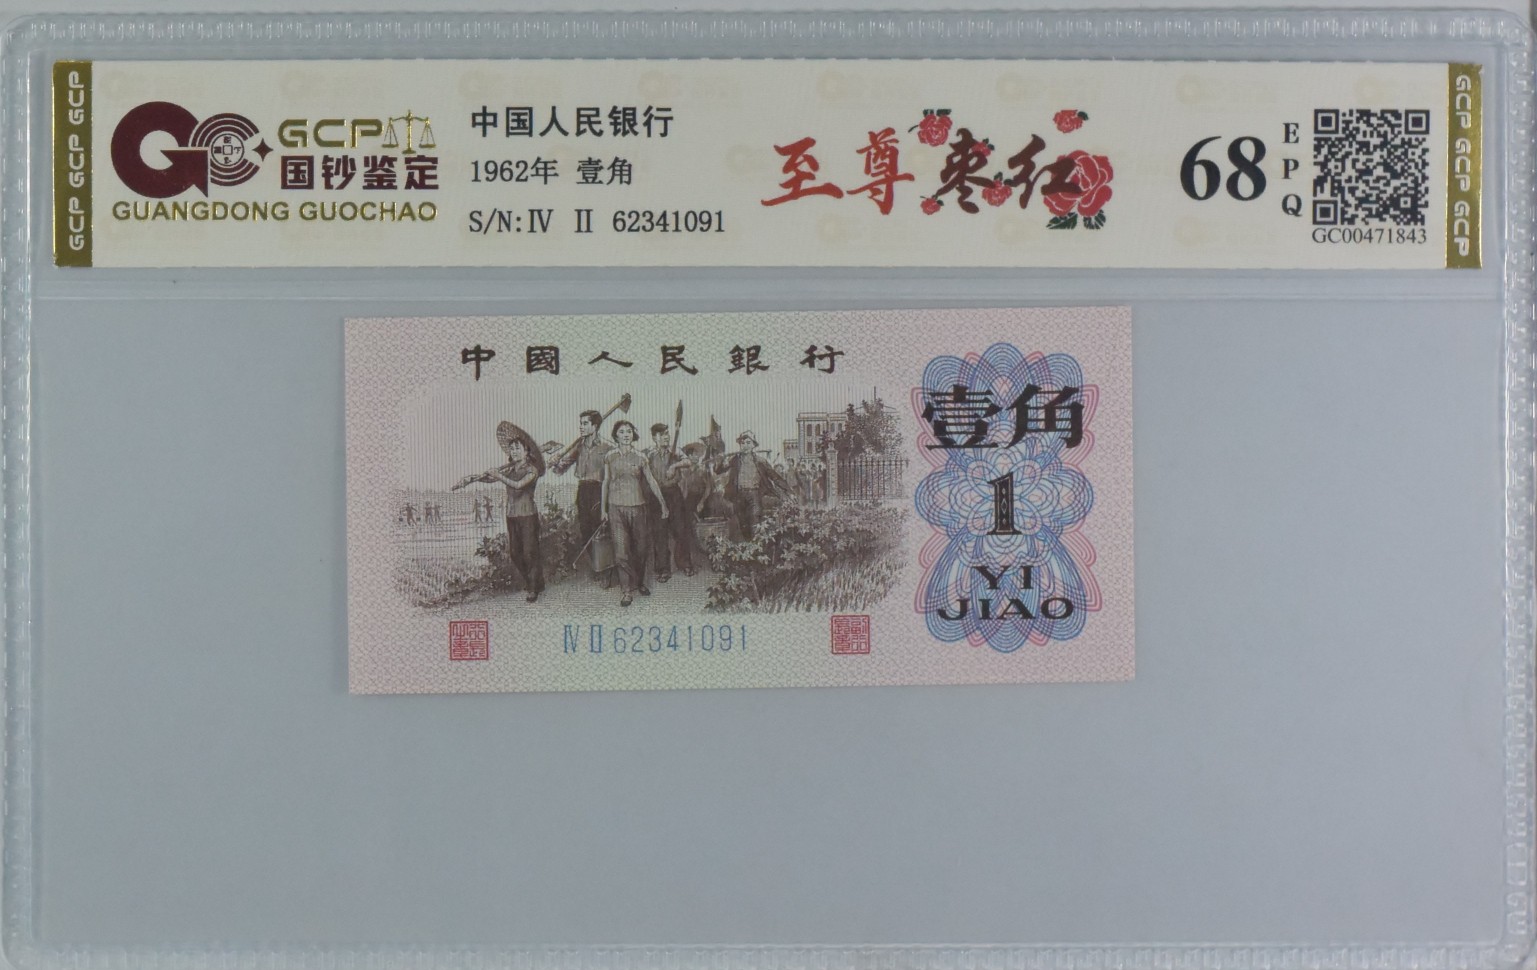 GCP GCP GCP
GCP
国钞鉴定
GUANGDONG GUOCHAO
中国人民银行
1962年 壹角
S/N: Ⅳ Ⅱ 62341091
至尊枣红
68
EPQ
GC00471843
GCP GCP GCP
中國人民銀行
壹角
1
YI
JIAO
Ⅳ Ⅱ 62341091